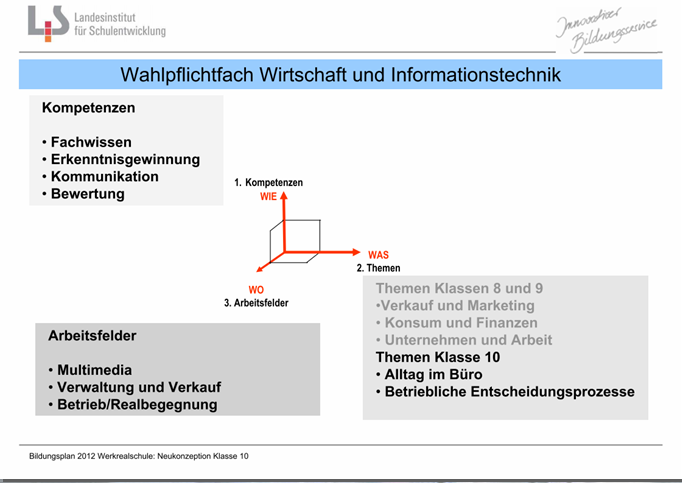 LS Landesinstitut
für Schulentwicklung
Innovativer
Bildungsservice
Wahlpflichtfach Wirtschaft und Informationstechnik
Kompetenzen
• Fachwissen
• Erkenntnisgewinnung
• Kommunikation
• Bewertung
1. Kompetenzen
WIE
WAS
2. Themen
WO
3. Arbeitsfelder
Themen Klassen 8 und 9
•Verkauf und Marketing
• Konsum und Finanzen
• Unternehmen und Arbeit
Themen Klasse 10
• Alltag im Büro
• Betriebliche Entscheidungsprozesse
Arbeitsfelder
• Multimedia
• Verwaltung und Verkauf
• Betrieb/Realbegegnung
Bildungsplan 2012 Werkrealschule: Neukonzeption Klasse 10